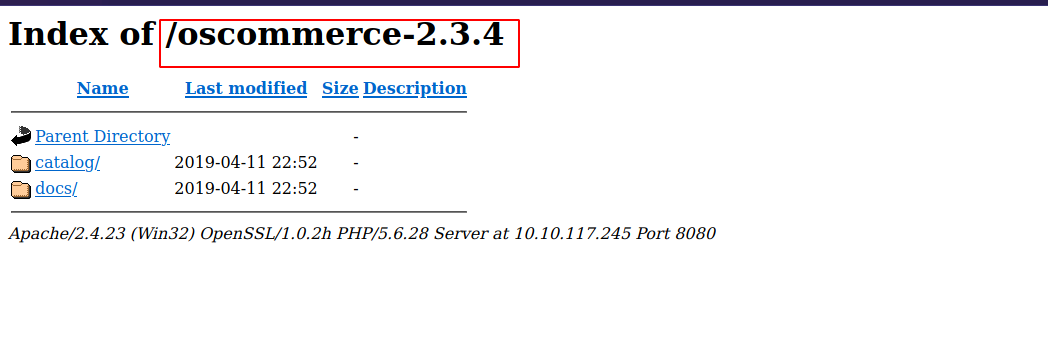 Index of /oscommerce-2.3.4
Name Last modified Size Description
Parent Directory -
catalog/ 2019-04-11 22:52 -
docs/ 2019-04-11 22:52 -
Apache/2.4.23 (Win32) OpenSSL/1.0.2h PHP/5.6.28 Server at 10.10.117.245 Port 8080